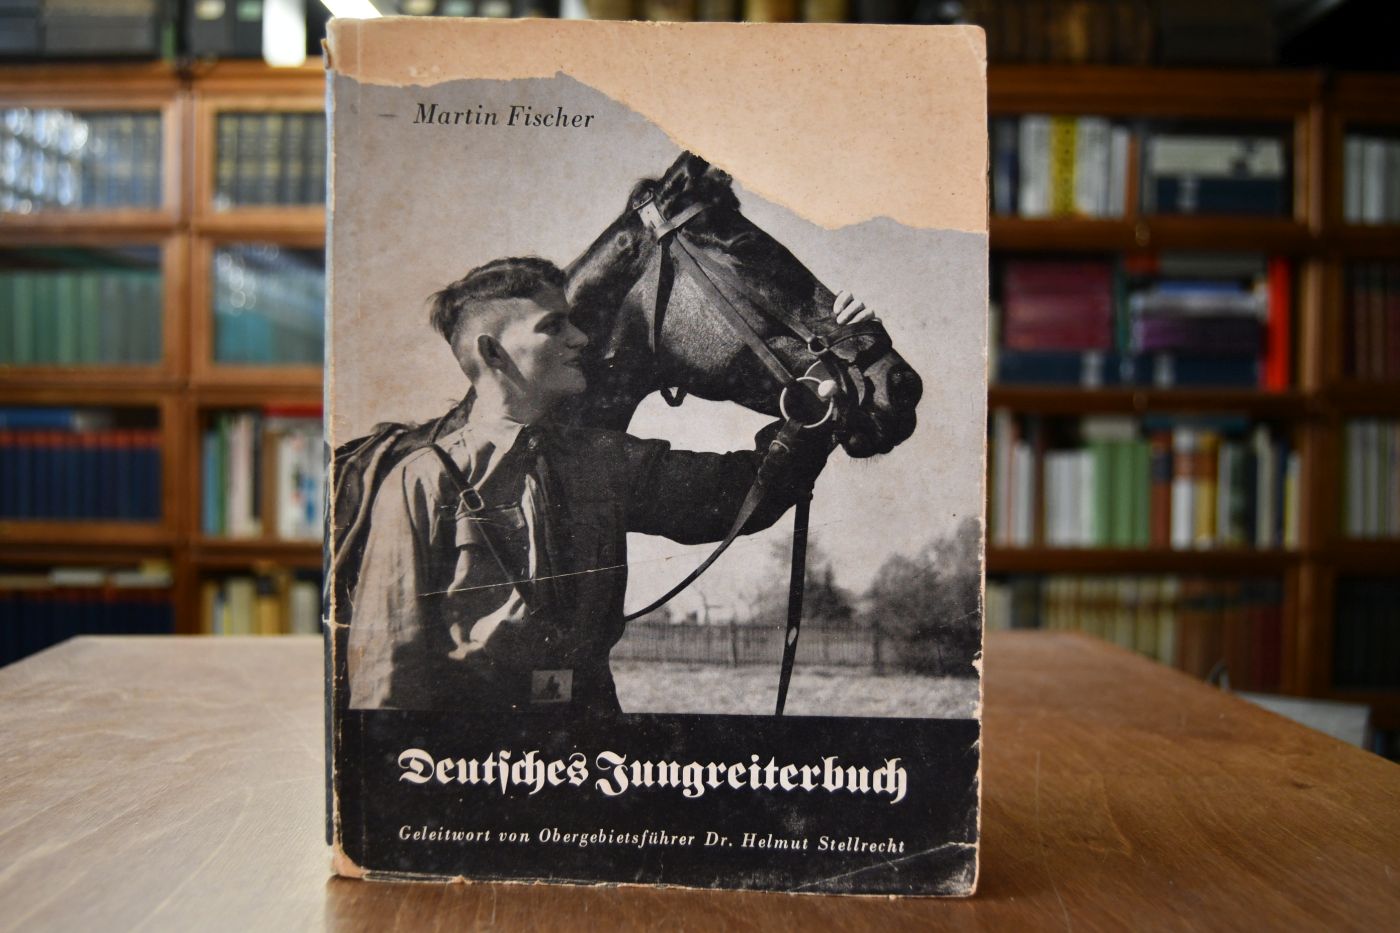 Martin Fischer
Deutsches Jungreiterbuch
Geleitwort von Obergebietsführer Dr. Helmut Stellrecht